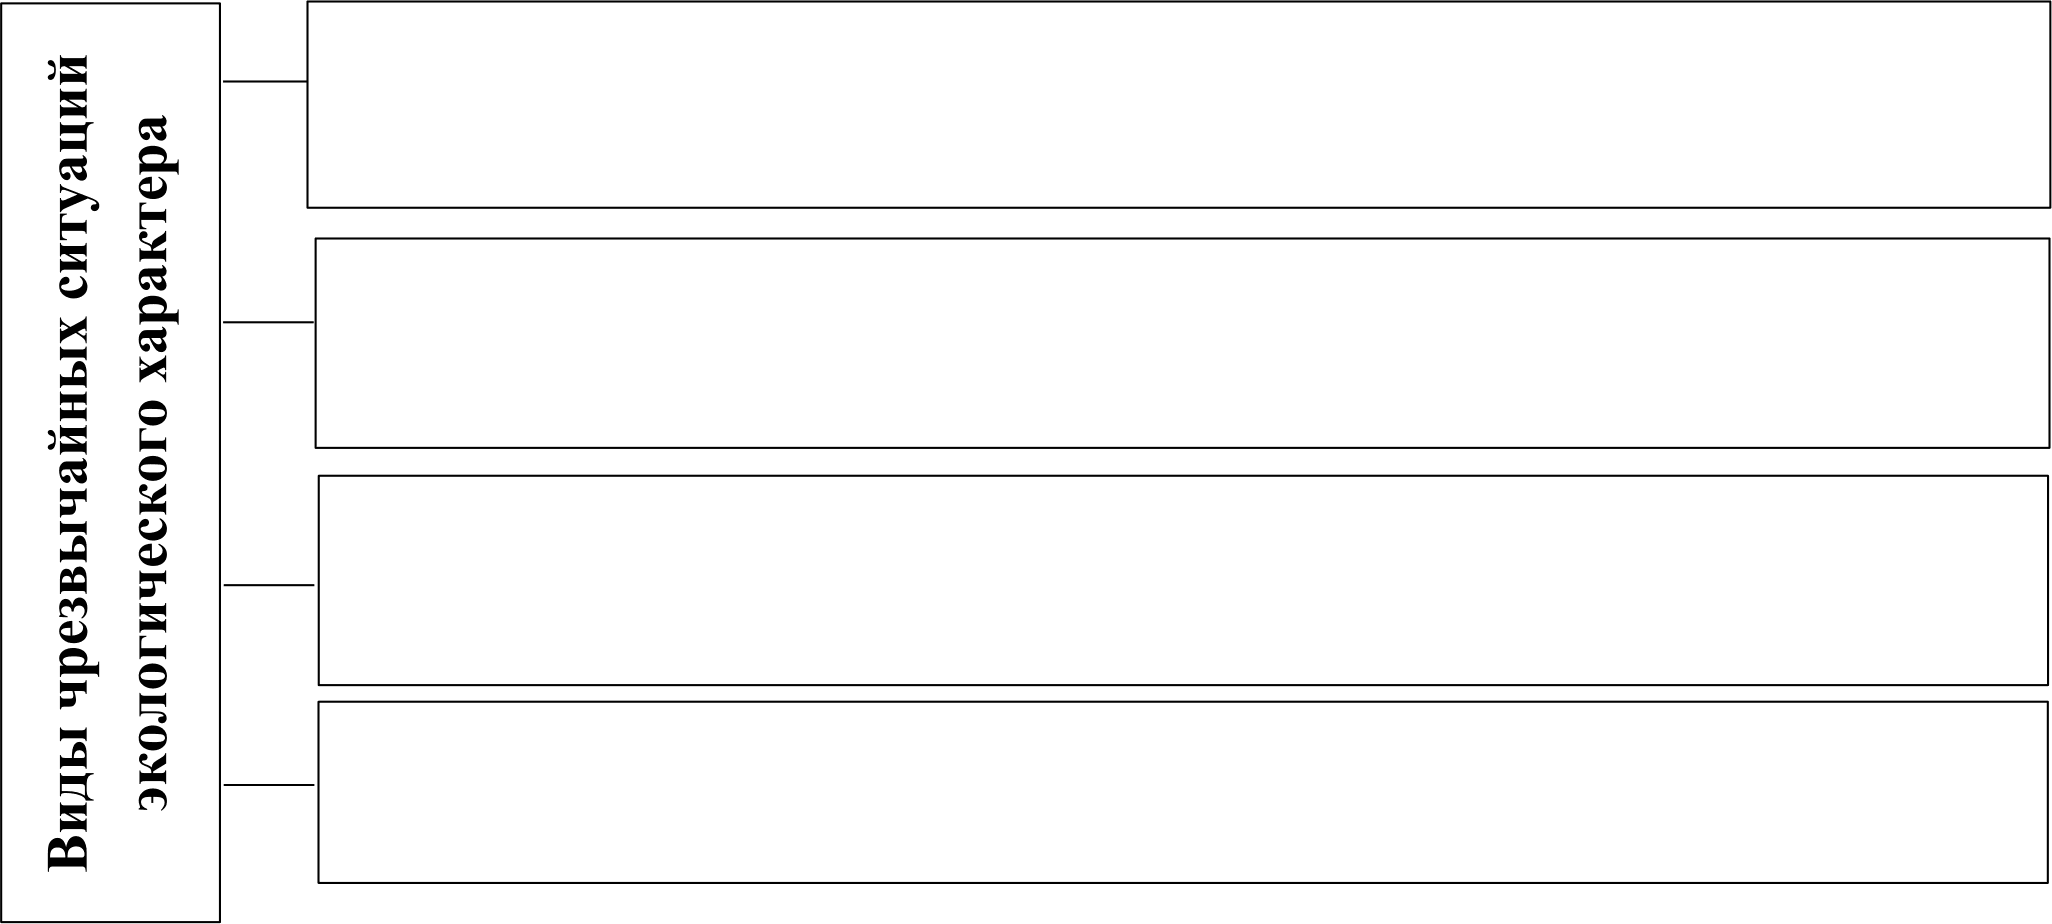 Виды чрезвычайных ситуаций
экологического характера